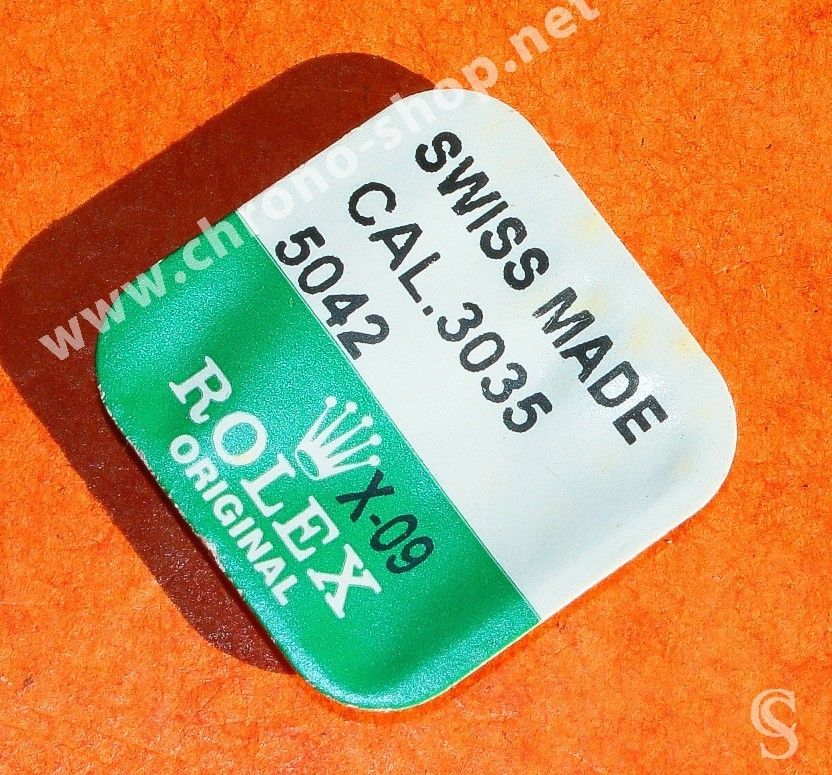 www.chrono-shop.net
SWISS MADE
CAL.3035
5042
X-09
ROLEX
ORIGINAL